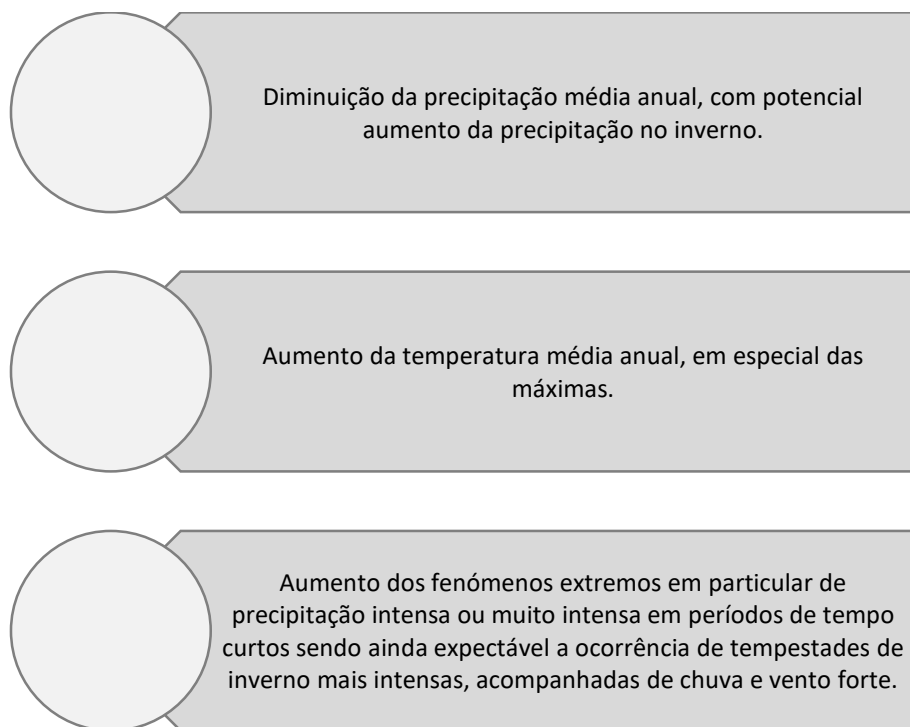 Diminuição da precipitação média anual, com potencial
aumento da precipitação no inverno.
Aumento da temperatura média anual, em especial das
máximas.
Aumento dos fenómenos extremos em particular de
precipitação intensa ou muito intensa em períodos de tempo
curtos sendo ainda expectável a ocorrência de tempestades de
inverno mais intensas, acompanhadas de chuva e vento forte.